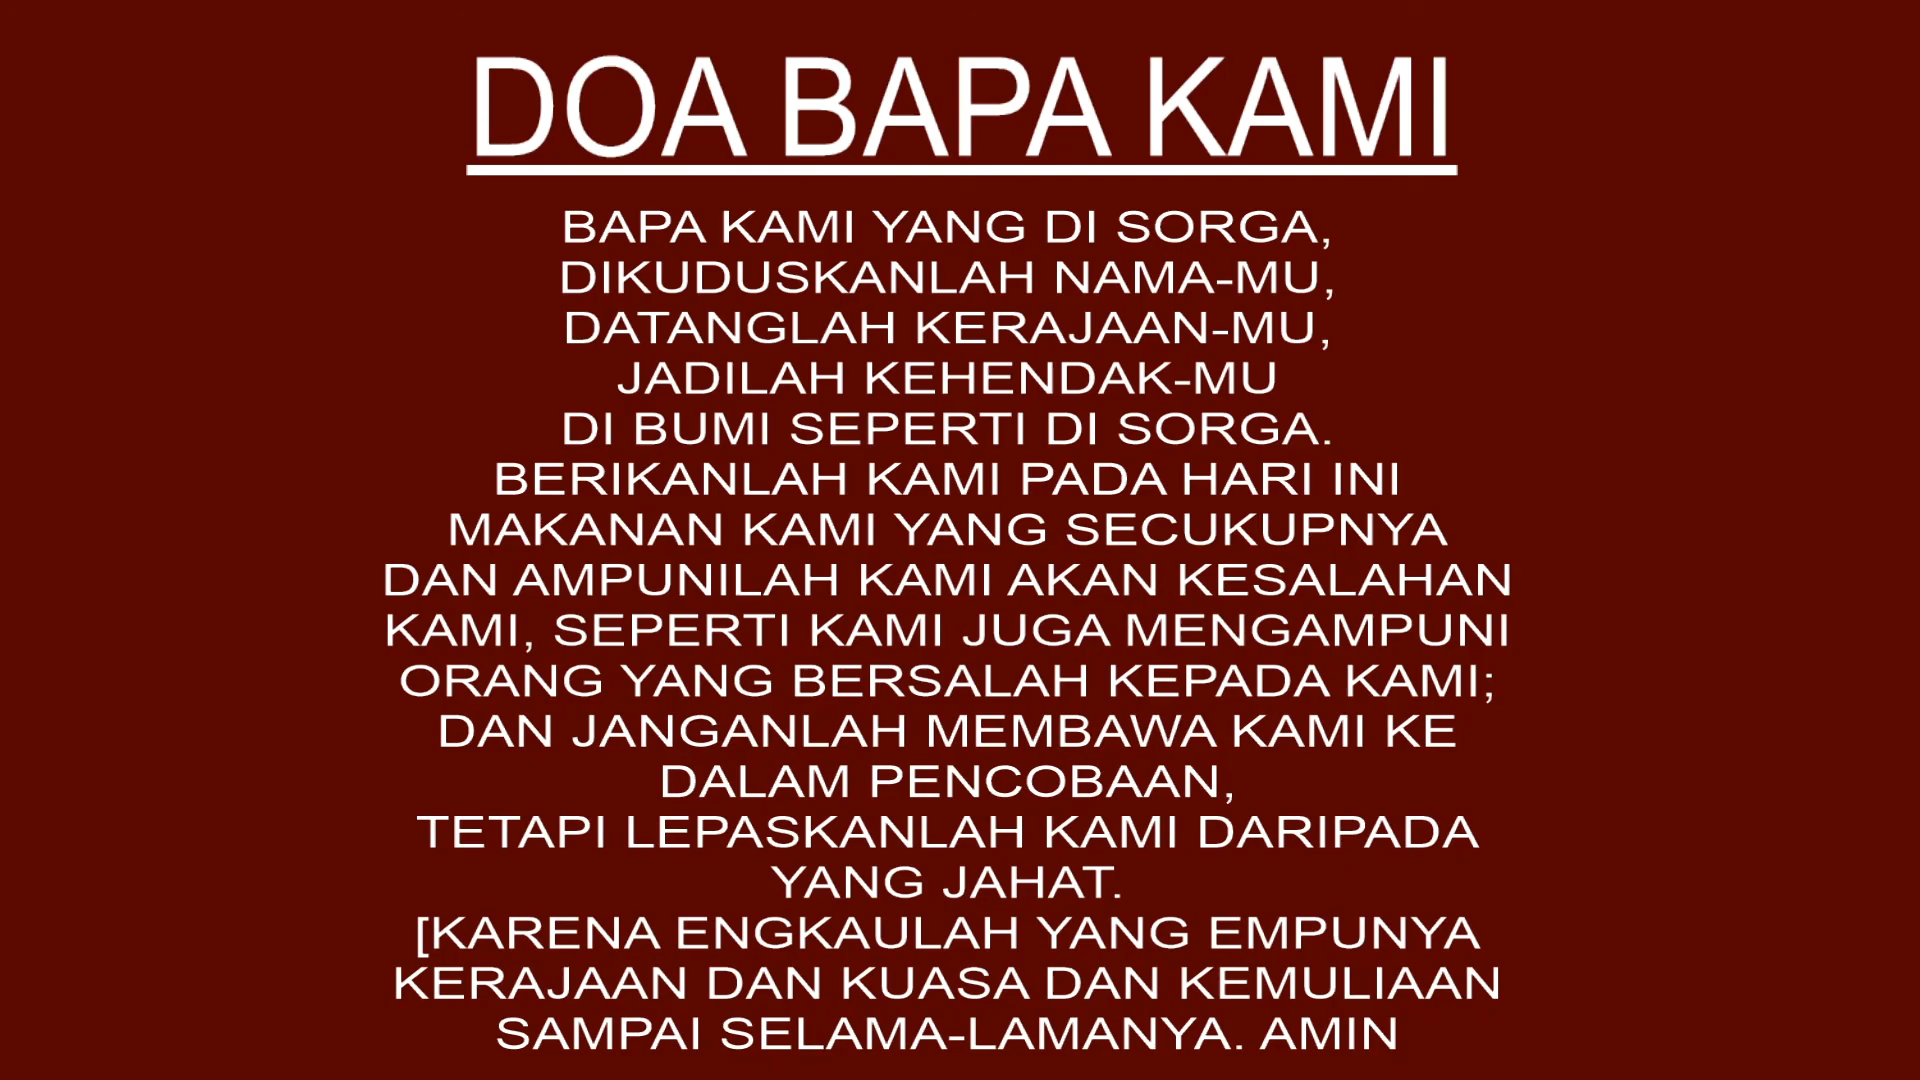 DOA BAPA KAMI
BAPA KAMI YANG DI SORGA,
DIKUDUSKANLAH NAMA-MU,
DATANGLAH KERAJAAN-MU,
JADILAH KEHENDAK-MU
DI BUMI SEPERTI DI SORGA.
BERIKANLAH KAMI PADA HARI INI
MAKANAN KAMI YANG SECUKUPNYA
DAN AMPUNILAH KAMI AKAN KESALAHAN
KAMI, SEPERTI KAMI JUGA MENGAMPUNI
ORANG YANG BERSALAH KEPADA KAMI;
DAN JANGANLAH MEMBAWA KAMI KE
DALAM PENCOBAAN,
TETAPI LEPASKANLAH KAMI DARIPADA
YANG JAHAT.
[KARENA ENGKAULAH YANG EMPUNYA
KERAJAAN DAN KUASA DAN KEMULIAAN
SAMPAI SELAMA-LAMANYA. AMIN